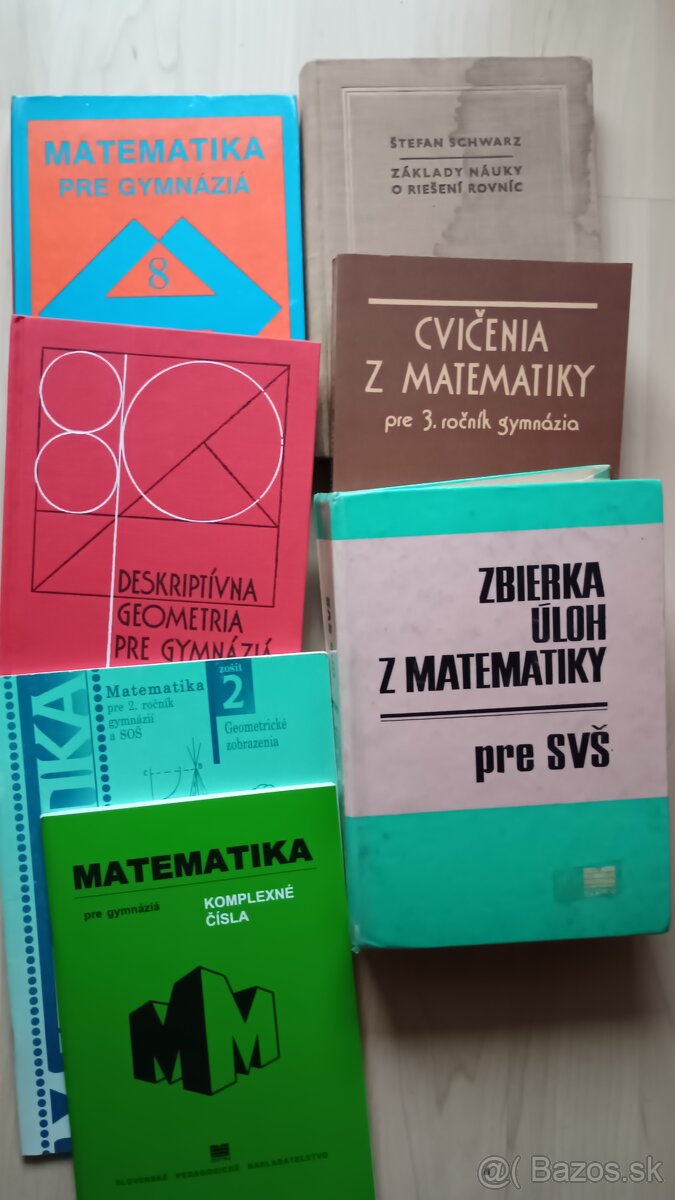 MATEMATIKA
PRE GYMNÁZIÁ
8
ŠTEFAN SCHWARZ
ZÁKLADY NÁUKY
O RIEŠENÍ ROVNÍC
CVIČENIA
Z MATEMATIKY
pre 3. ročník gymnázia
DESKRIPTÍVNA
GEOMETRIA
PRE GYMNÁZIÁ
ZBIERKA
ÚLOH
Z MATEMATIKY
pre SVŠ
Matematika
pre 2. ročník
gymnázií
a SOŠ
zošit
2
Geometrické
zobrazenia
MATEMATIKA
pre gymnáziá
KOMPLEXNÉ
ČÍSLA
MM
SLOVENSKÉ PEDAGOGICKÉ NAKLADATEĽSTVO
@( Bazos.sk